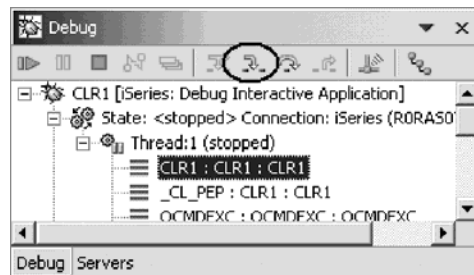 Debug
CLR1 [iSeries: Debug Interactive Application]
State: <stopped> Connection: iSeries (RORASO
Thread:1 (stopped)
CLR1 : CLR1 : CLR1
_CL_PEP : CLR1 : CLR1
QCMDEXC : QCMDEXC : QCMDEXC
Debug Servers